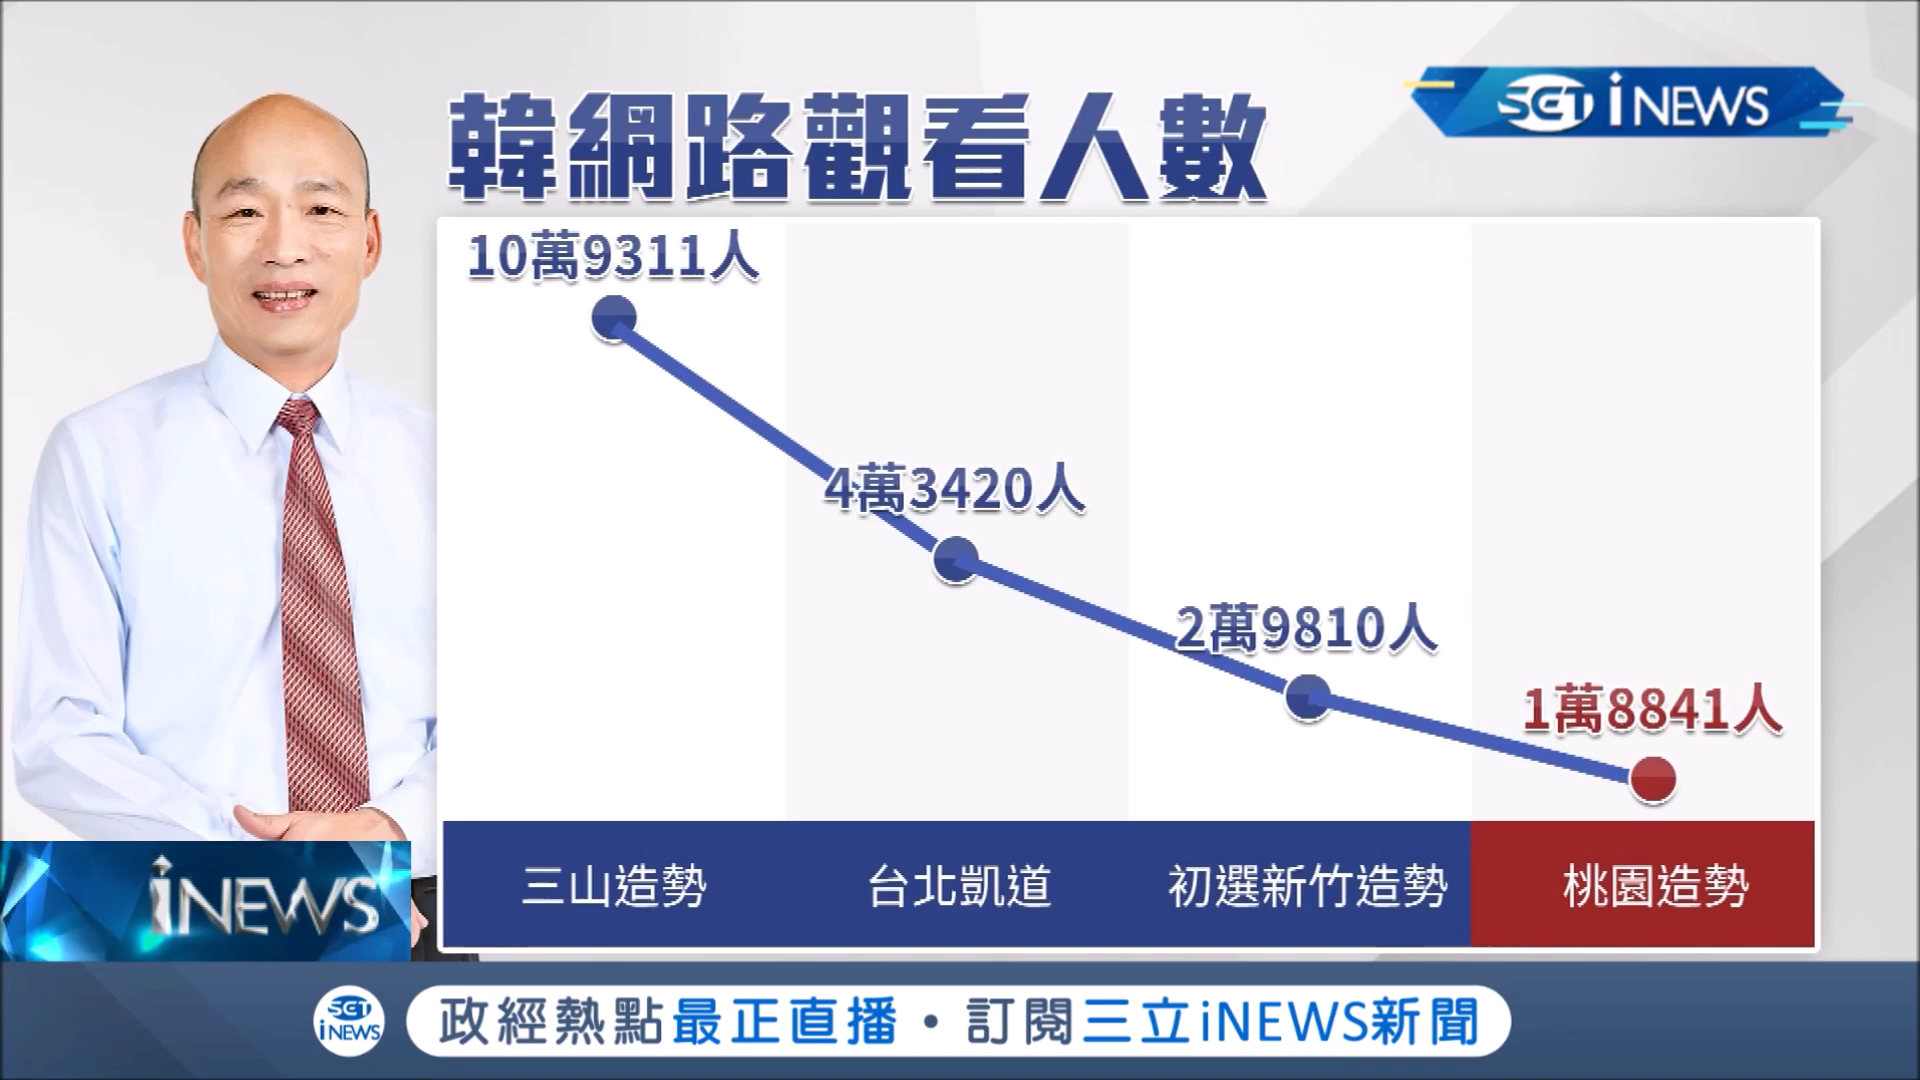 韓網路觀看人數
SET iNEWS
10萬9311人
4萬3420人
2萬9810人
1萬8841人
三山造勢
台北凱道
初選新竹造勢
桃園造勢
iNEWS
SET iNEWS
政經熱點最正直播・訂閱三立iNEWS新聞